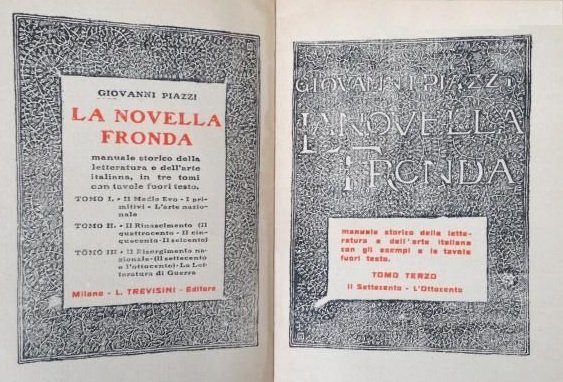 GIOVANNI PIAZZI
LA NOVELLA
FRONDA
manuale storico della
letteratura e dell'arte
italiana, in tre tomi
con tavole fuori testo.
TOMO I. - Il Medio Evo - I pri-
mitivi - L'arte nazio-
nale
TOMO II. - Il Rinascimento (Il
quattrocento - Il cin-
quecento - Il seicento)
TOMO III - Il Risorgimento na-
zionale - (Il settecento
e l'ottocento) - La Let-
teratura di Guerra
Milano - L. TREVISINI - Editore
GIOVANNI PIAZZI
LA NOVELLA
FRONDA
manuale storico della lette-
ratura e dell'arte italiana
con gli esempi e le tavole
fuori testo.
TOMO TERZO
Il Settecento - L'Ottocento